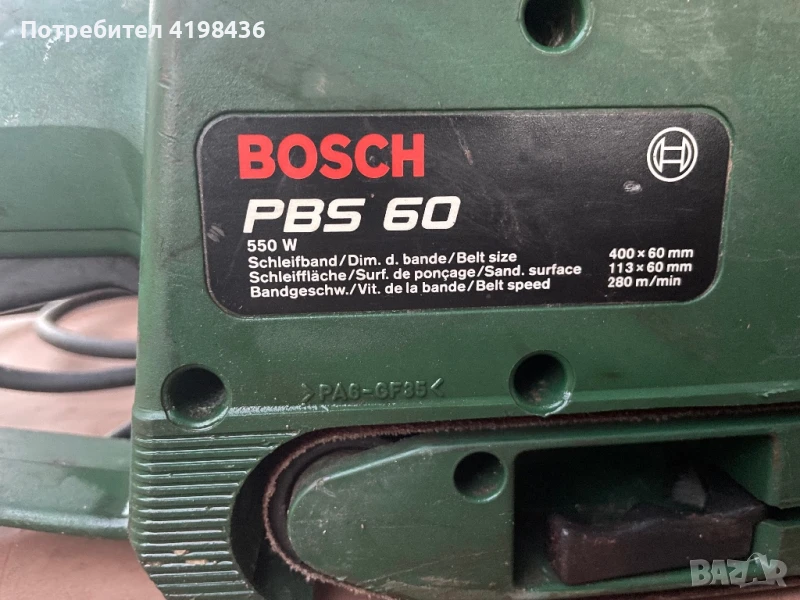 Потребител 4198436
BOSCH
PBS 60
550 W
Schleifband/Dim. d. bande/Belt size 400 × 60 mm
Schleiffläche/Surf. de ponçage/Sand. surface 113 × 60 mm
Bandgeschw./Vit. de la bande/Belt speed 280 m/min
>PA6-GF35<
BAZAR